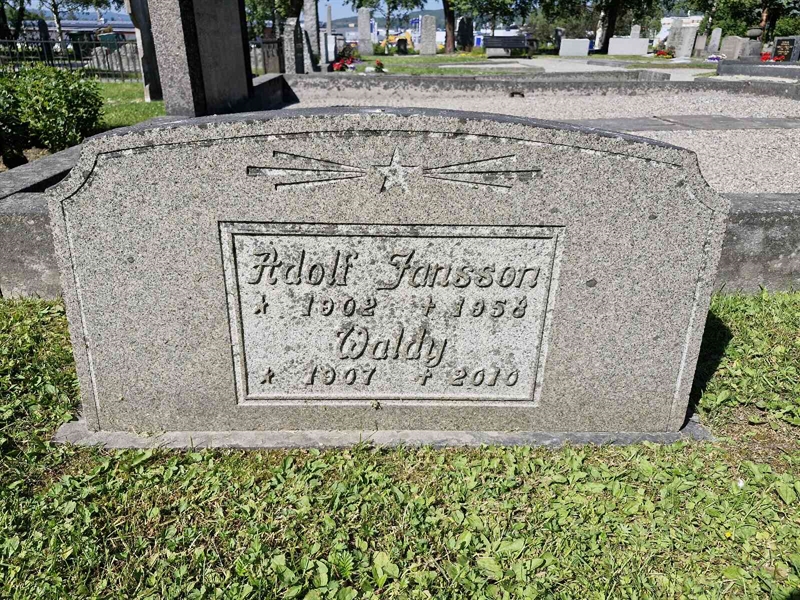 Adolf Jansson
* 1902 † 1958
Waldy
* 1907 † 2010